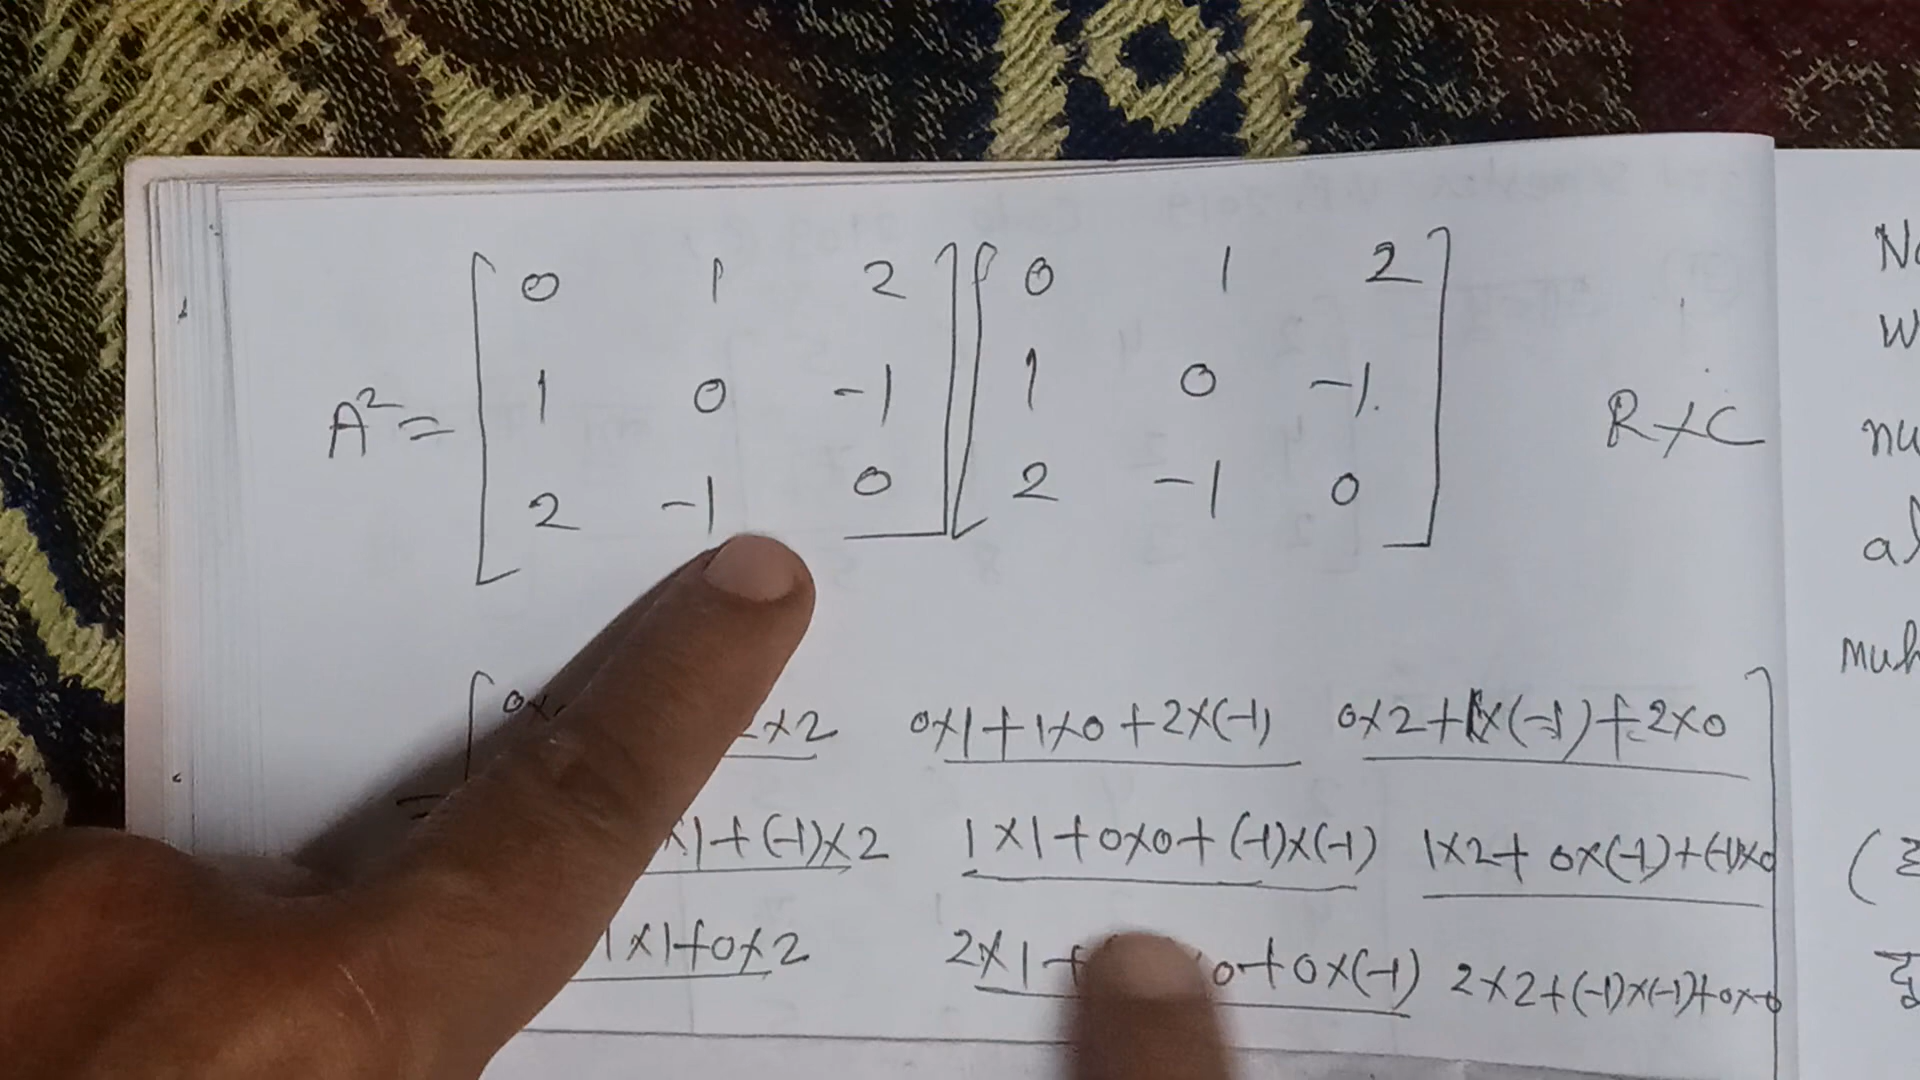 0 1 2 0 1 2
A²= 1 0 -1 1 0 -1 R×C
2 -1 0 2 -1 0
0× ×2 0×1+1×0+2×(-1) 0×2+1×(-1)+2×0
= ×1+(-1)×2 1×1+0×0+(-1)×(-1) 1×2+0×(-1)+(-1)×0
1×1+0×2 2×1+ 0+0×(-1) 2×2+(-1)×(-1)+0×0